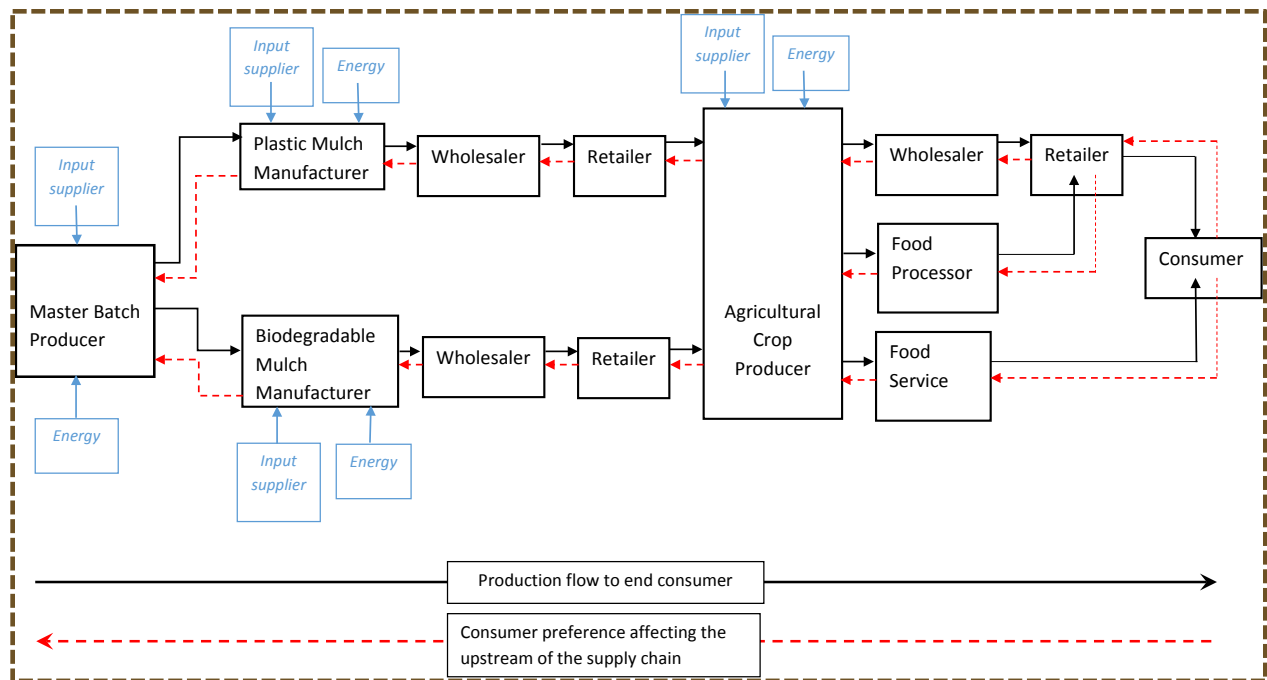 Input
supplier
Energy
Input
supplier
Energy
Plastic Mulch
Manufacturer
Wholesaler
Retailer
Wholesaler
Retailer
Input
supplier
Food
Processor
Consumer
Master Batch
Producer
Biodegradable
Mulch
Manufacturer
Wholesaler
Retailer
Agricultural
Crop
Producer
Food
Service
Energy
Input
supplier
Energy
Production flow to end consumer
Consumer preference affecting the
upstream of the supply chain